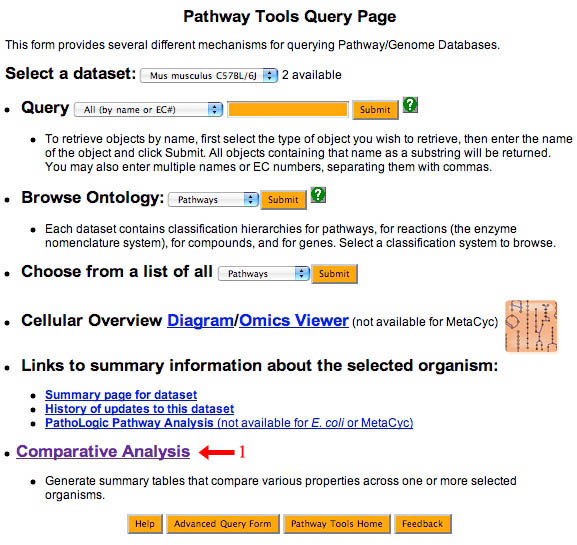 Pathway Tools Query Page
This form provides several different mechanisms for querying Pathway/Genome Databases.
Select a dataset: Mus musculus C57BL/6J 2 available
Query All (by name or EC#) Submit ?
To retrieve objects by name, first select the type of object you wish to retrieve, then enter the name
of the object and click Submit. All objects containing that name as a substring will be returned.
You may also enter multiple names or EC numbers, separating them with commas.
Browse Ontology: Pathways Submit ?
Each dataset contains classification hierarchies for pathways, for reactions (the enzyme
nomenclature system), for compounds, and for genes. Select a classification system to browse.
Choose from a list of all Pathways Submit
Cellular Overview Diagram/Omics Viewer (not available for MetaCyc)
Links to summary information about the selected organism:
Summary page for dataset
History of updates to this dataset
PathoLogic Pathway Analysis (not available for E. coli or MetaCyc)
Comparative Analysis 1
Generate summary tables that compare various properties across one or more selected
organisms.
Help Advanced Query Form Pathway Tools Home Feedback